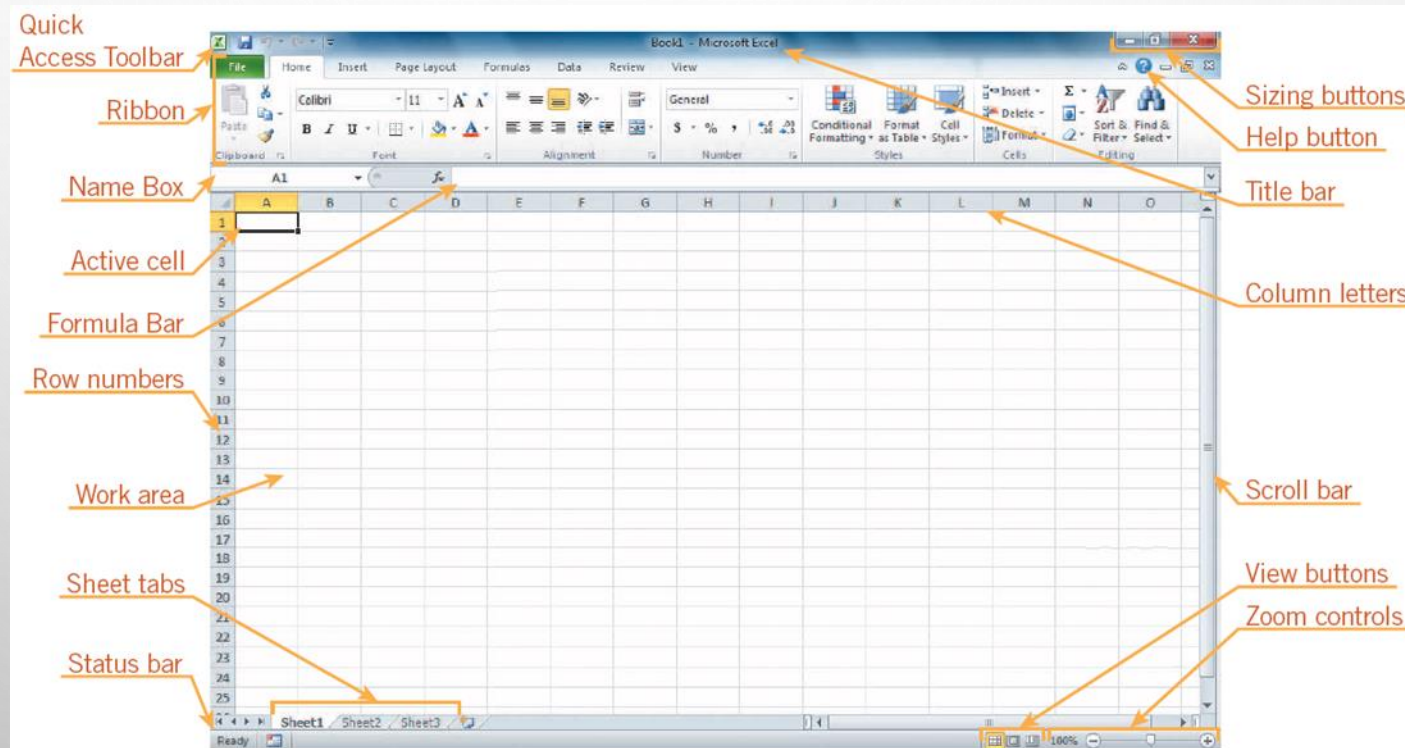 Quick
Access Toolbar
Ribbon
Name Box
Active cell
Formula Bar
Row numbers
Work area
Sheet tabs
Status bar
Book1 - Microsoft Excel
File Home Insert Page Layout Formulas Data Review View
Calibri 11 A A General
Paste B I U A $ % , .00
Conditional Formatting as Table Cell Styles
Format
Insert
Delete
Format
Σ
Sort & Filter Find & Select
Clipboard Font Alignment Number Styles Cells Editing
A1 fx
A B C D E F G H I J K L M N O
1
2
3
4
5
6
7
8
9
10
11
12
13
14
15
16
17
18
19
20
21
22
23
24
25
Sheet1 Sheet2 Sheet3
Ready 100%
Sizing buttons
Help button
Title bar
Column letters
Scroll bar
View buttons
Zoom controls